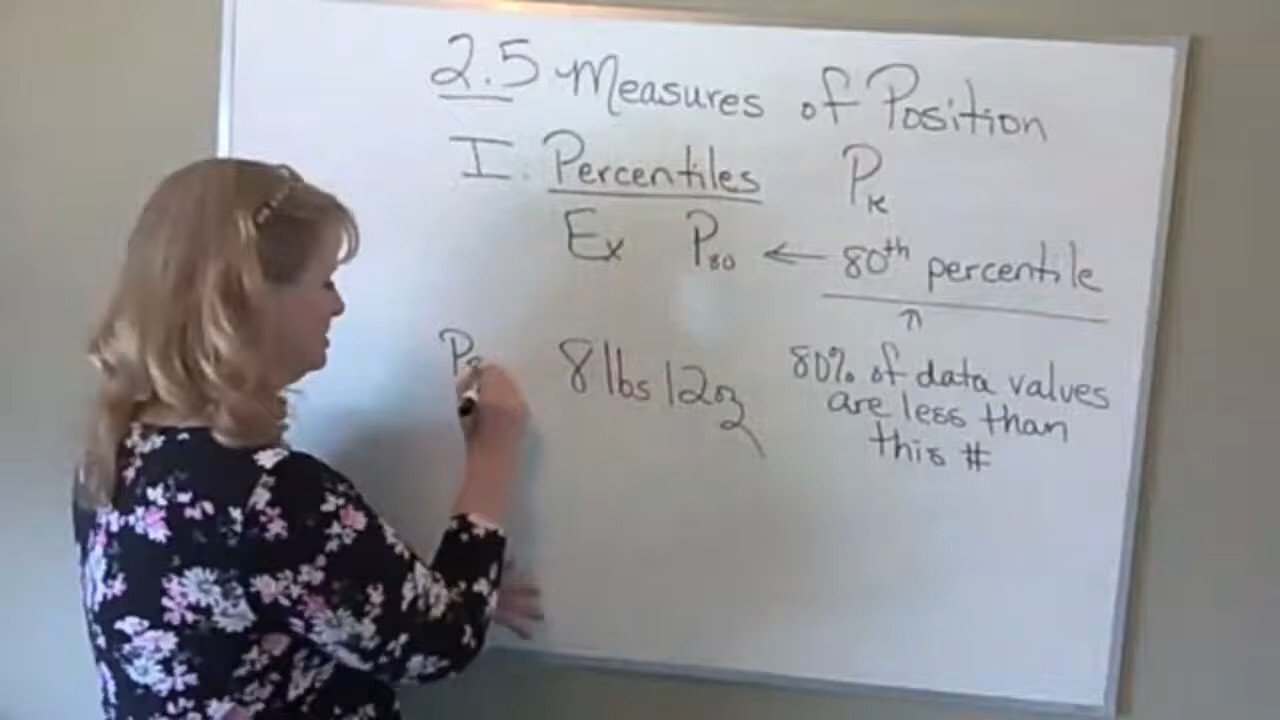 2.5 Measures of Position
I. Percentiles Pk
Ex P80 ← 80th percentile
↑
P 8 lbs 12 oz
80% of data values
are less than
this #